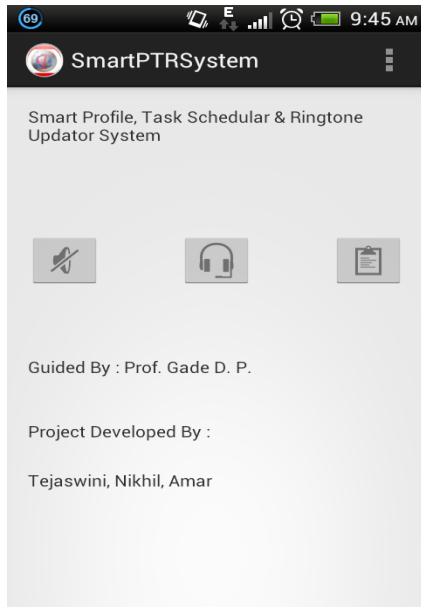 69
E
9:45 AM
SmartPTRSystem
Smart Profile, Task Schedular & Ringtone
Updator System
Guided By : Prof. Gade D. P.
Project Developed By :
Tejaswini, Nikhil, Amar